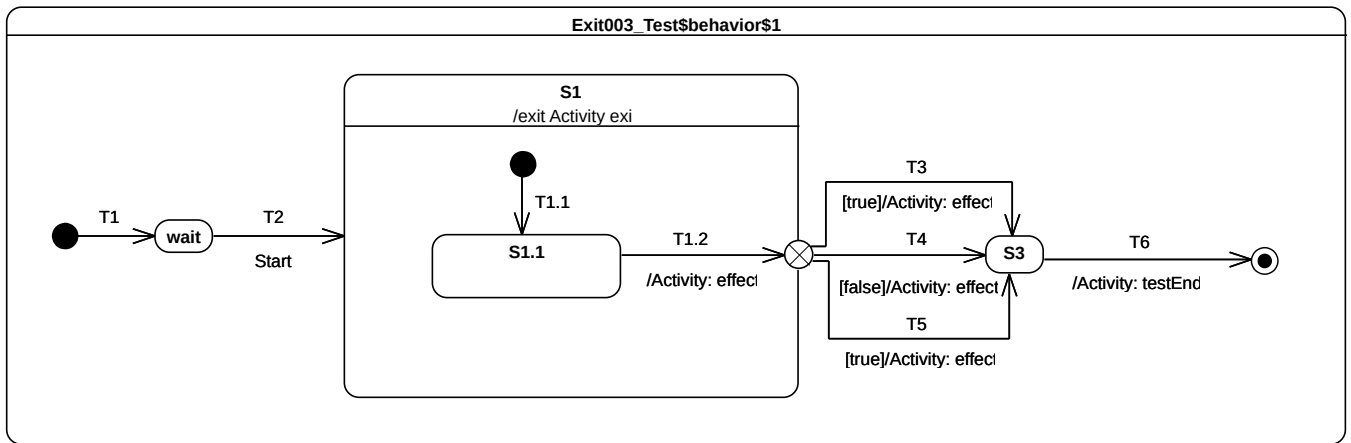 Exit003_Test$behavior$1
S1
/exit Activity exi
T1
wait
T2
Start
T1.1
S1.1
T1.2
/Activity: effect
T3
[true]/Activity: effect
T4
[false]/Activity: effect
T5
[true]/Activity: effect
S3
T6
/Activity: testEnd